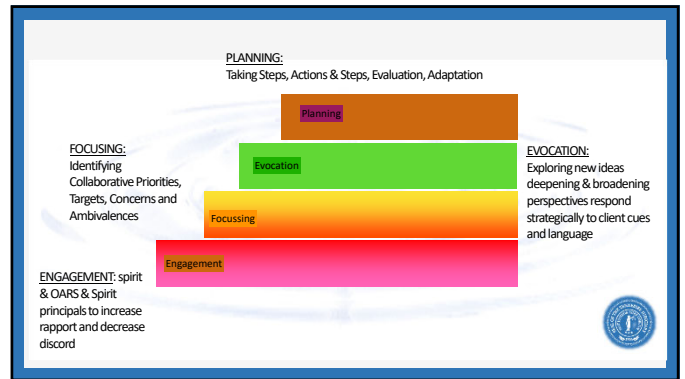 PLANNING:
Taking Steps, Actions & Steps, Evaluation, Adaptation
Planning
FOCUSING:
Identifying
Collaborative Priorities,
Targets, Concerns and
Ambivalences
Evocation
EVOCATION:
Exploring new ideas
deepening & broadening
perspectives respond
strategically to client cues
and language
Focussing
Engagement
ENGAGEMENT: spirit
& OARS & Spirit
principals to increase
rapport and decrease
discord